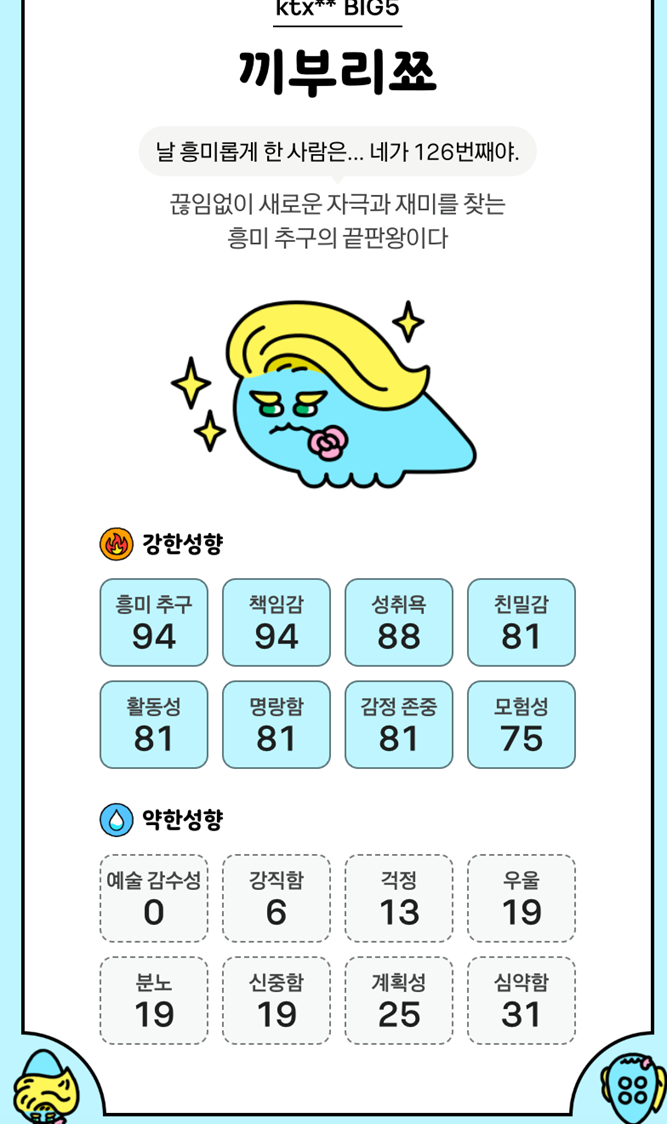 ktx** BIG5
끼부리쬬
날 흥미롭게 한 사람은... 네가 126번째야.
끊임없이 새로운 자극과 재미를 찾는
흥미 추구의 끝판왕이다
강한성향
흥미 추구 책임감 성취욕 친밀감
94 94 88 81
활동성 명랑함 감정 존중 모험성
81 81 81 75
약한성향
예술 감수성 강직함 걱정 우울
0 6 13 19
분노 신중함 계획성 심약함
19 19 25 31